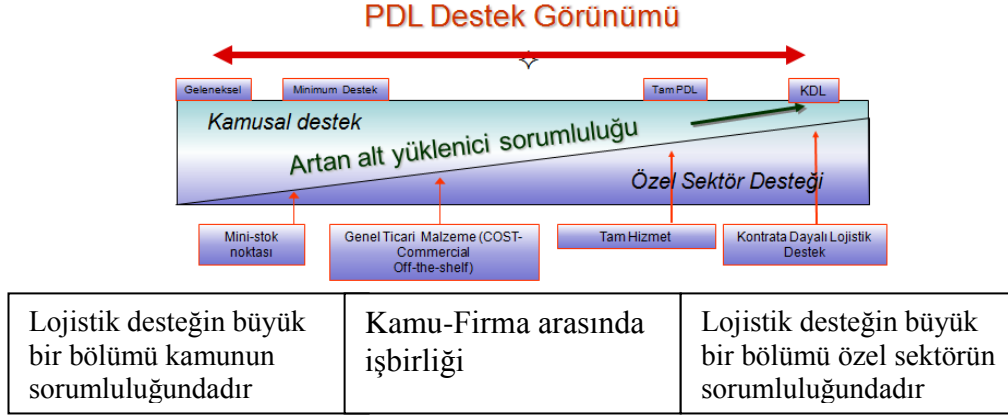 PDL Destek Görünümü
Geleneksel
Minimum Destek
Tam PDL
KDL
Kamusal destek
Artan alt yüklenici sorumluluğu
Özel Sektör Desteği
Mini-stok
noktası
Genel Ticari Malzeme (COST-
Commercial
Off-the-shelf)
Tam Hizmet
Kontrata Dayalı Lojistik
Destek
Lojistik desteğin büyük
bir bölümü kamunun
sorumluluğundadır
Kamu-Firma arasında
işbirliği
Lojistik desteğin büyük
bir bölümü özel sektörün
sorumluluğundadır